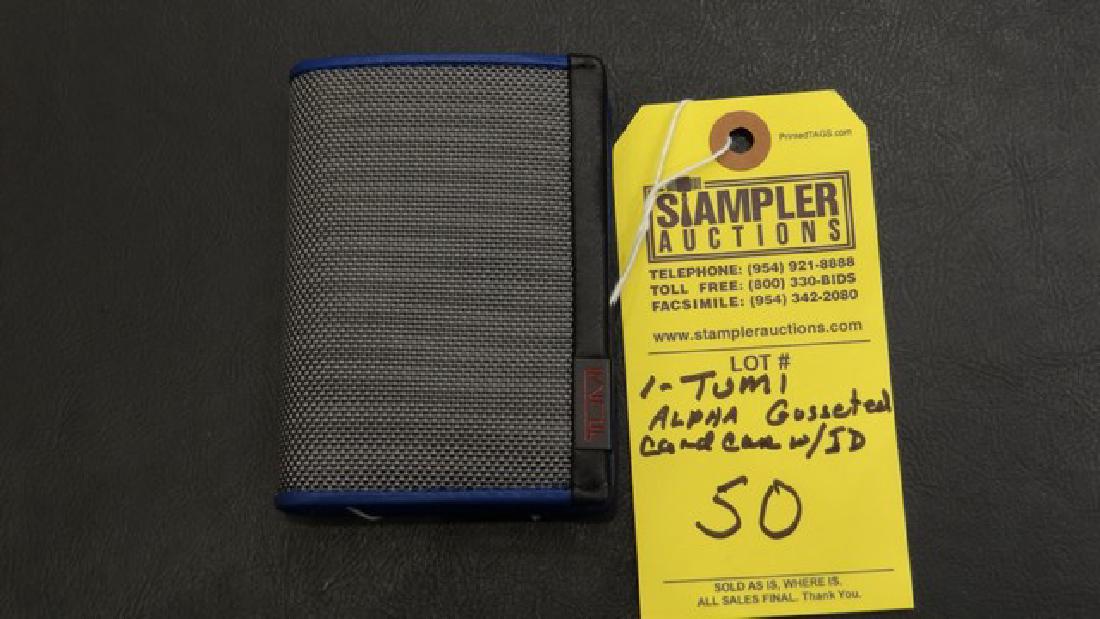 TUMI
PrintedTAGS.com
STAMPLER
AUCTIONS
TELEPHONE: (954) 921-8888
TOLL FREE: (800) 330-BIDS
FACSIMILE: (954) 342-2080
www.stamplerauctions.com
LOT #
1-TUMI
ALPHA Gusseted
Card Case w/ID
50
SOLD AS IS, WHERE IS.
ALL SALES FINAL. Thank You.